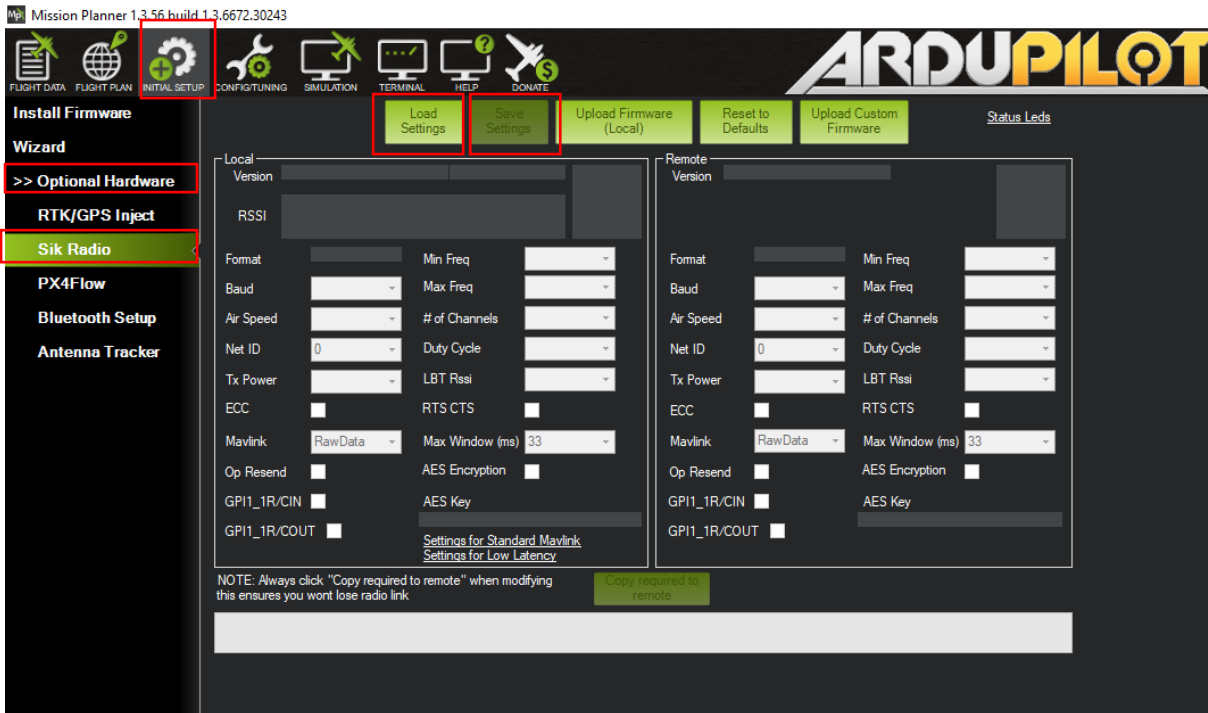 Mission Planner 1.3.56 build 1.3.6672.30243
FLIGHT DATA FLIGHT PLAN INITIAL SETUP CONFIG/TUNING SIMULATION TERMINAL HELP DONATE
ARDUPILOT
Install Firmware
Wizard
>> Optional Hardware
RTK/GPS Inject
Sik Radio
PX4Flow
Bluetooth Setup
Antenna Tracker
Load
Settings
Save
Settings
Upload Firmware
(Local)
Reset to
Defaults
Upload Custom
Firmware
Status Leds
Local
Version
RSSI
Format Min Freq
Baud Max Freq
Air Speed # of Channels
Net ID 0 Duty Cycle
Tx Power LBT Rssi
ECC RTS CTS
Mavlink RawData Max Window (ms) 33
Op Resend AES Encryption
GPI1_1R/CIN AES Key
GPI1_1R/COUT
Settings for Standard Mavlink
Settings for Low Latency
Remote
Version
Format Min Freq
Baud Max Freq
Air Speed # of Channels
Net ID 0 Duty Cycle
Tx Power LBT Rssi
ECC RTS CTS
Mavlink RawData Max Window (ms) 33
Op Resend AES Encryption
GPI1_1R/CIN AES Key
GPI1_1R/COUT
NOTE: Always click "Copy required to remote" when modifying
this ensures you wont lose radio link
Copy required to
remote